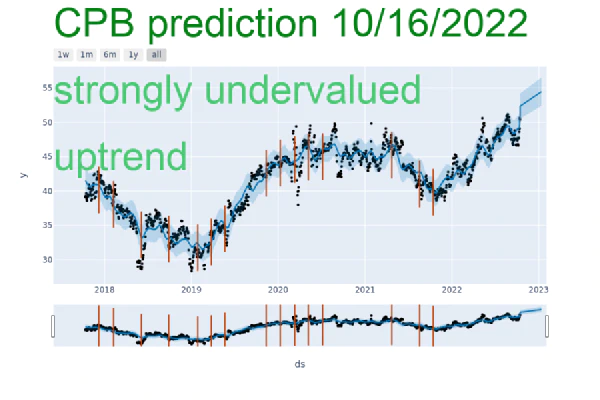 CPB prediction 10/16/2022
1w 1m 6m 1y all
strongly undervalued
uptrend
55
50
45
40
35
30
y
2018 2019 2020 2021 2022 2023
ds